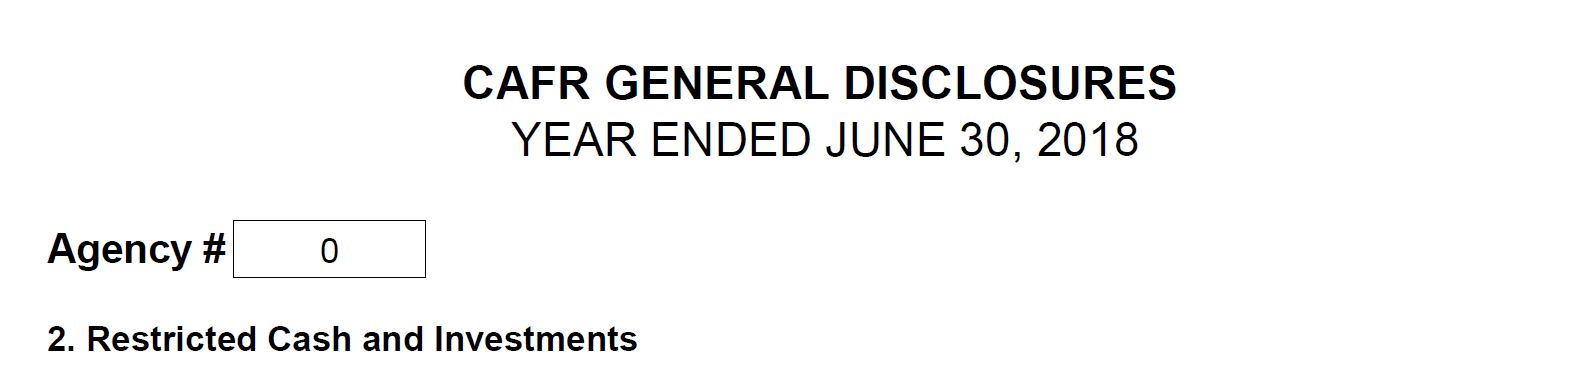 CAFR GENERAL DISCLOSURES
YEAR ENDED JUNE 30, 2018
Agency # 0
2. Restricted Cash and Investments